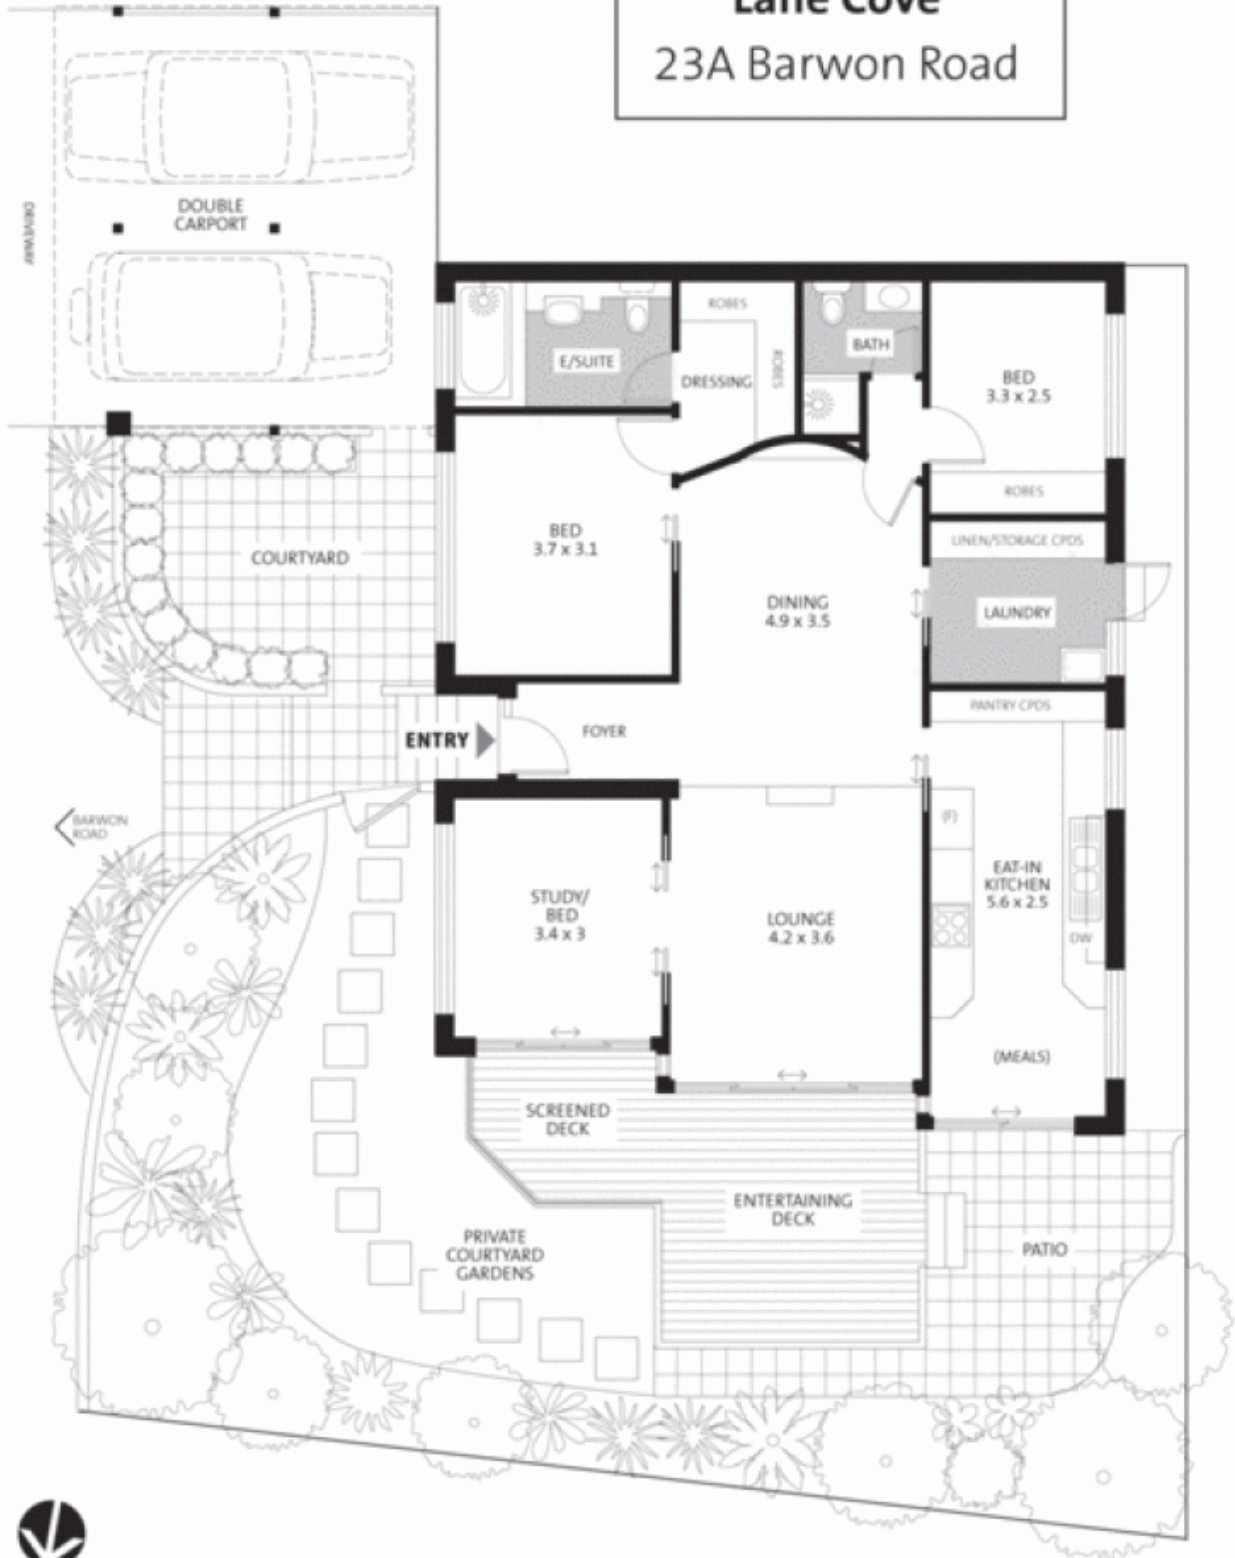 Lane Cove
23A Barwon Road
DOUBLE
CARPORT
DRIVEWAY
ROBES
E/SUITE
DRESSING
ROBES
BATH
BED
3.3 x 2.5
ROBES
LINEN/STORAGE CPDS
COURTYARD
BED
3.7 x 3.1
DINING
4.9 x 3.5
LAUNDRY
PANTRY CPDS
ENTRY
FOYER
BARWON
ROAD
(F)
EAT-IN
KITCHEN
5.6 x 2.5
STUDY/
BED
3.4 x 3
LOUNGE
4.2 x 3.6
DW
(MEALS)
SCREENED
DECK
ENTERTAINING
DECK
PRIVATE
COURTYARD
GARDENS
PATIO